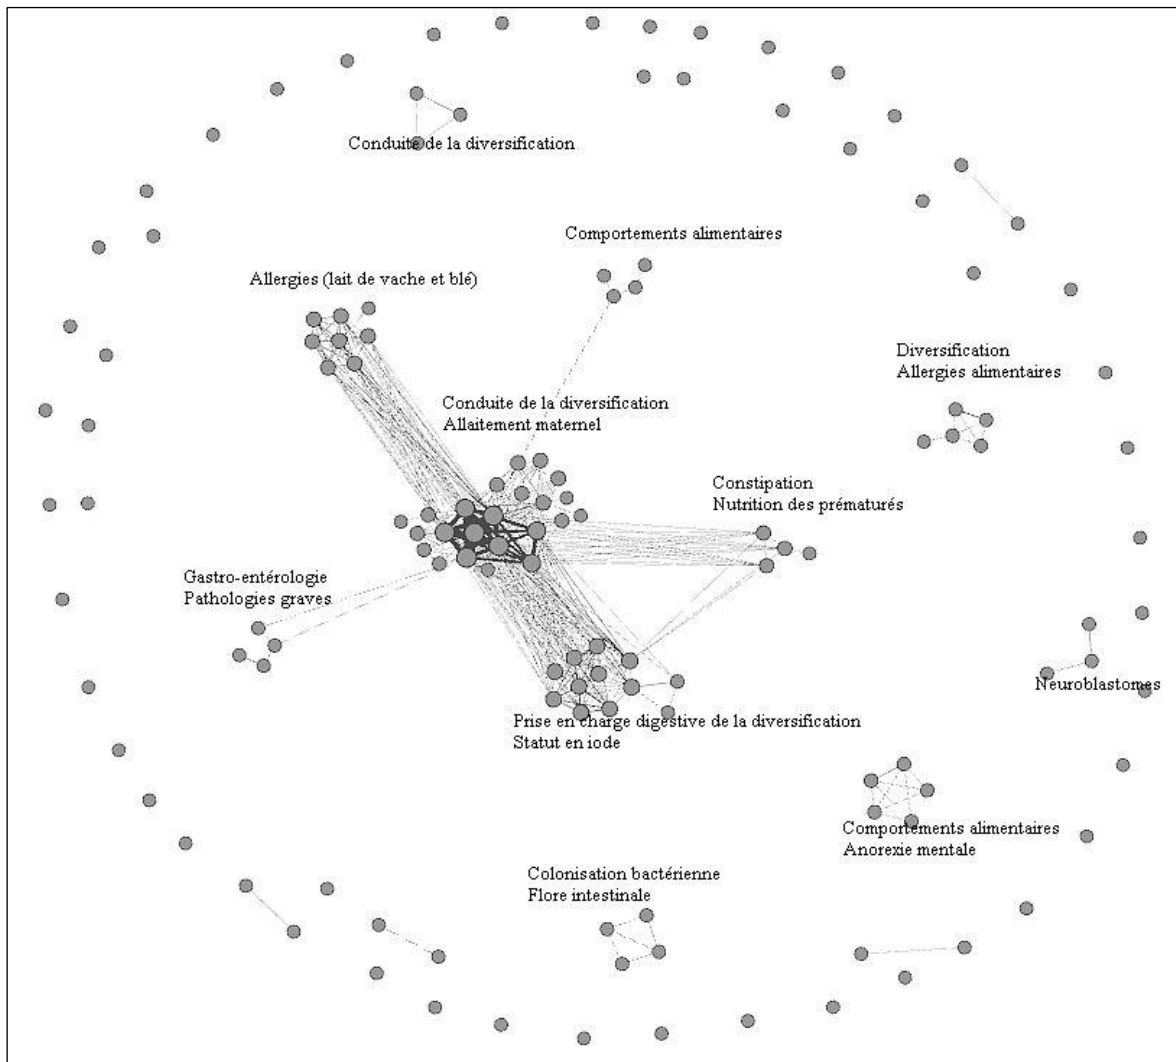 Conduite de la diversification
Comportements alimentaires
Allergies (lait de vache et blé)
Diversification
Allergies alimentaires
Conduite de la diversification
Allaitement maternel
Constipation
Nutrition des prématurés
Gastro-entérologie
Pathologies graves
Neuroblastomes
Prise en charge digestive de la diversification
Statut en iode
Comportements alimentaires
Anorexie mentale
Colonisation bactérienne
Flore intestinale